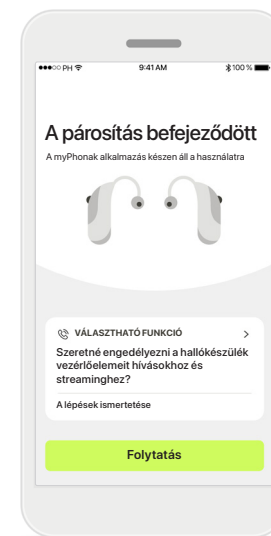 ●●●○○ PH 9:41 AM 100 %
A párosítás befejeződött
A myPhonak alkalmazás készen áll a használatra
VÁLASZTHATÓ FUNKCIÓ
Szeretné engedélyezni a hallókészülék
vezérlőelemeit hívásokhoz és
streaminghez?
A lépések ismertetése
Folytatás